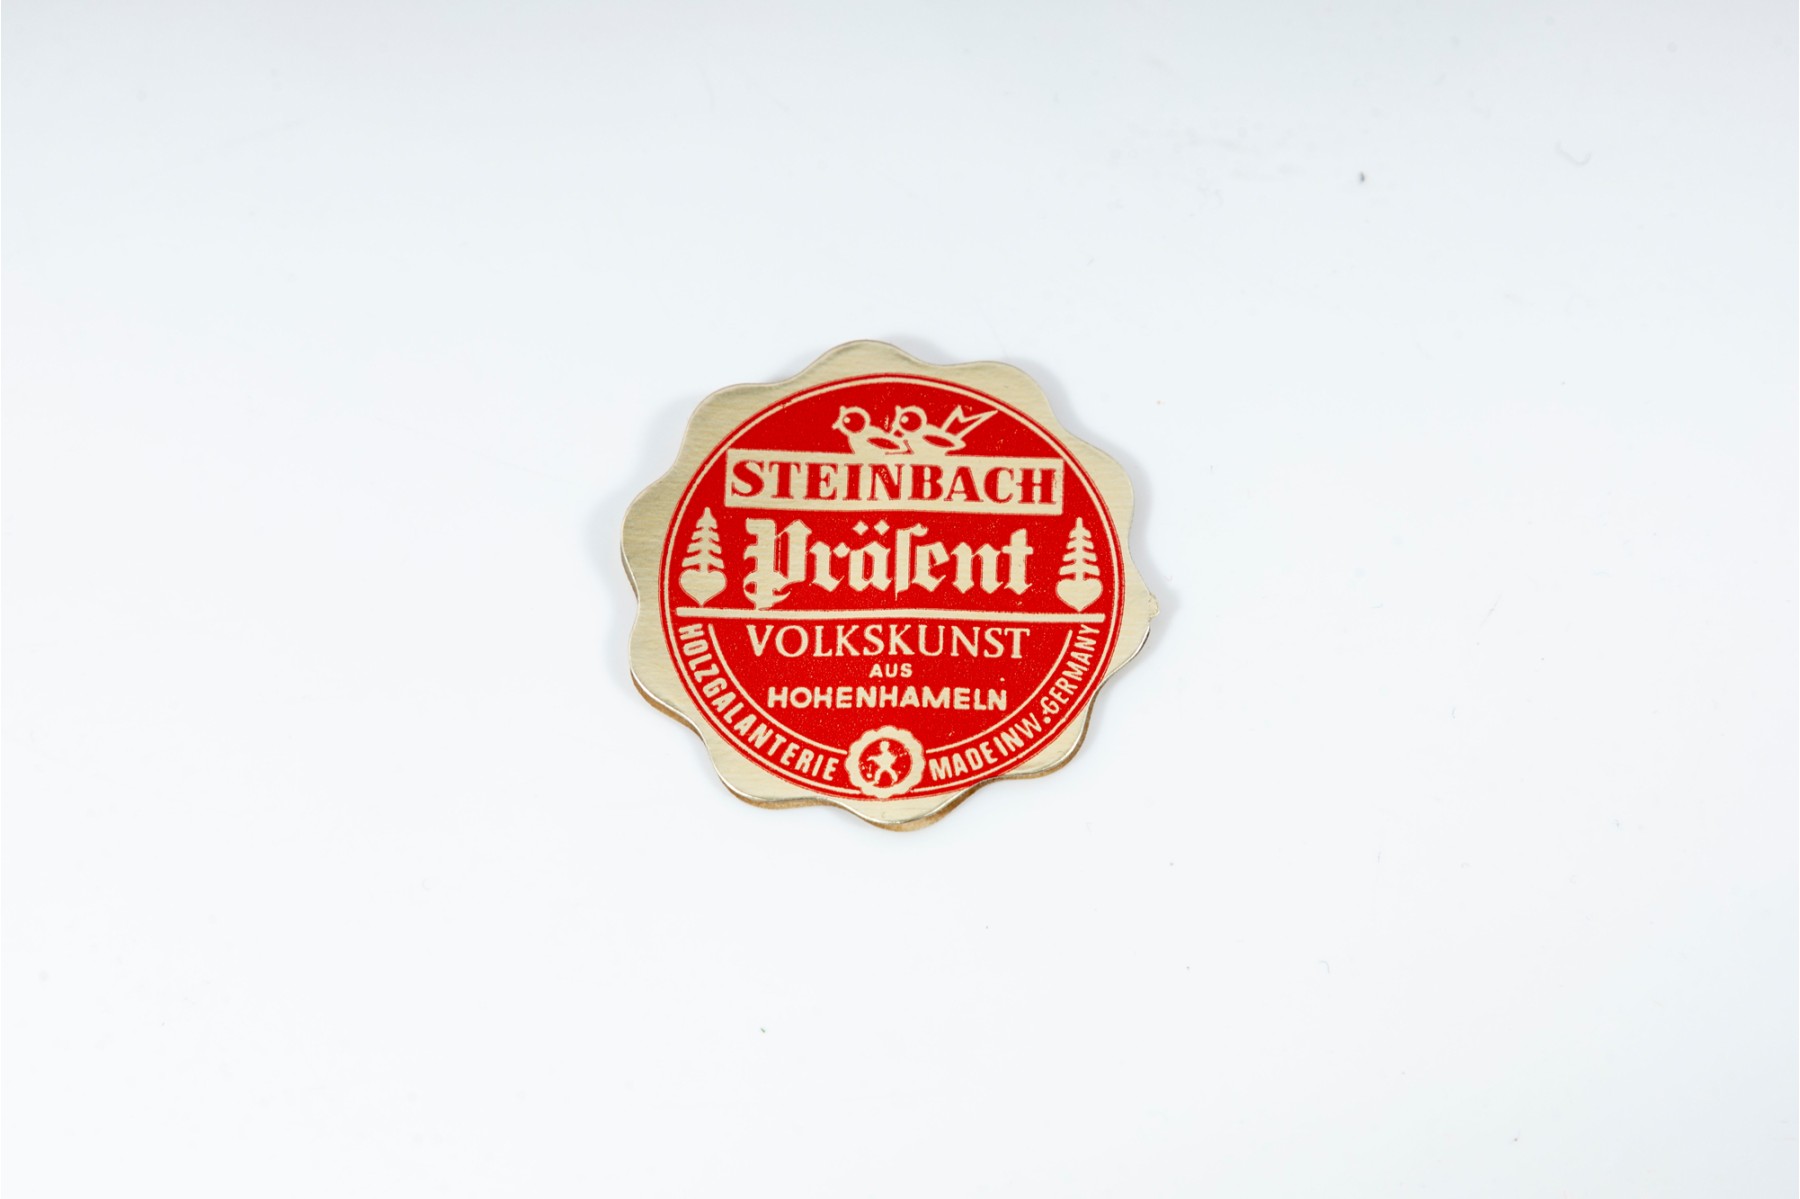 STEINBACH
Präſent
VOLKSKUNST
AUS
HOHENHAMELN
HOLZGALANTERIE
MADE IN W.GERMANY